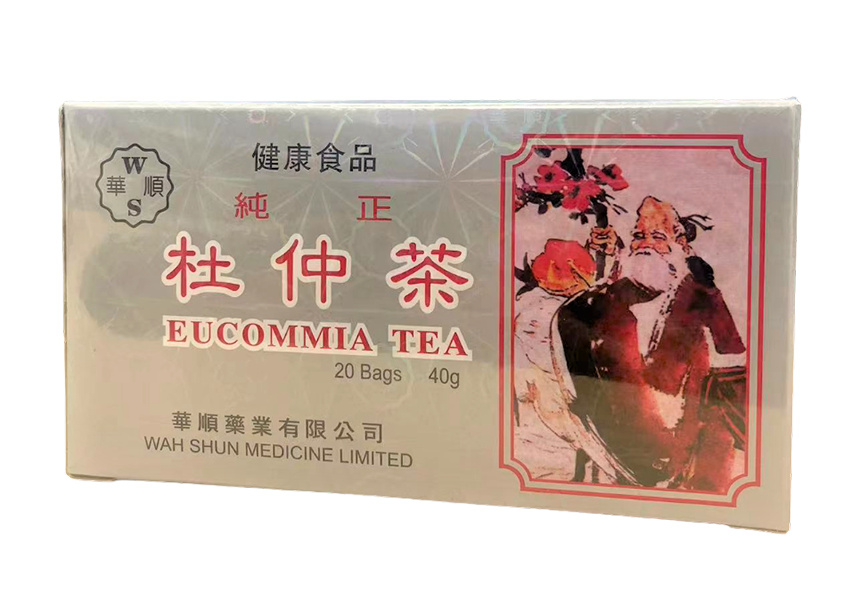 W
華 順
S
健康食品
純 正
杜仲茶
EUCOMMIA TEA
20 Bags 40g
華順藥業有限公司
WAH SHUN MEDICINE LIMITED